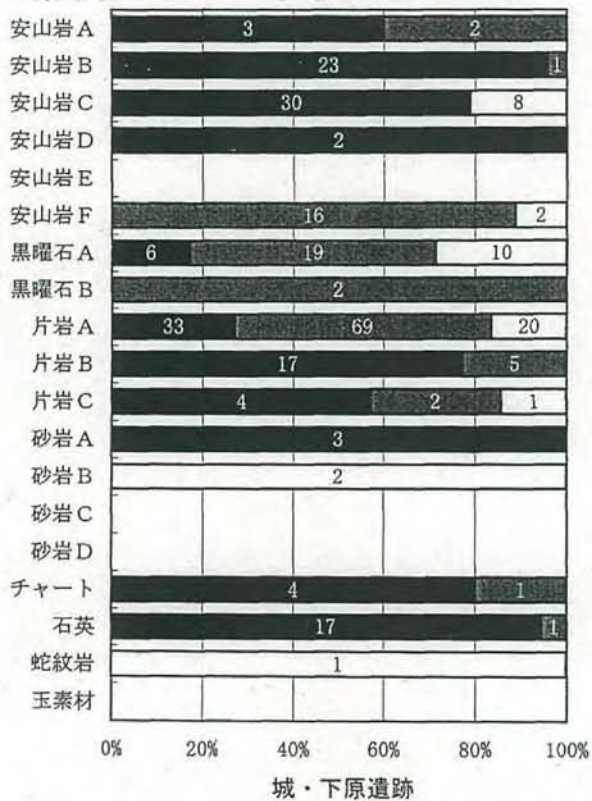 安山岩A 3 2
安山岩B 23 1
安山岩C 30 8
安山岩D 2
安山岩E
安山岩F 16 2
黒曜石A 6 19 10
黒曜石B 2
片岩A 33 69 20
片岩B 17 5
片岩C 4 2 1
砂岩A 3
砂岩B 2
砂岩C
砂岩D
チャート 4 1
石英 17 1
蛇紋岩 1
玉素材
0% 20% 40% 60% 80% 100%
城・下原遺跡